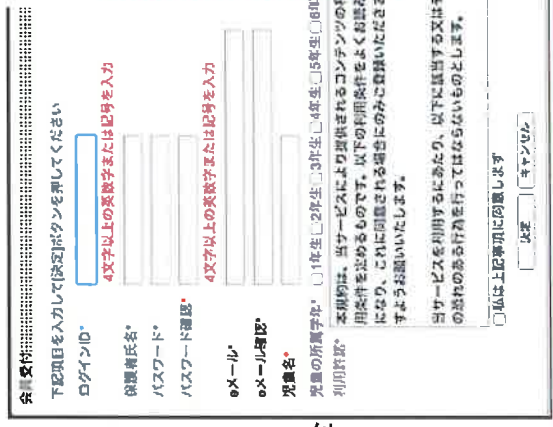 会員受付
下記項目を入力して[決定]ボタンを押してください
ログインID*
4文字以上の英数字または記号を入力
保護者氏名*
パスワード*
パスワード確認*
4文字以上の英数字または記号を入力
eメール*
eメール確認*
児童名*
児童の所属学年* 1年生 2年生 3年生 4年生 5年生 6年
利用許諾*
本規約は、当サービスにより提供されるコンテンツの利
用条件を定めるものです。以下の利用条件をよくお読み
になり、これに同意される場合にのみご登録いただきま
すようお願いいたします。
当サービスを利用するにあたり、以下に該当する又はそ
の恐れのある行為を行ってはならないものとします。
私は上記事項に同意します
決定 キャンセル